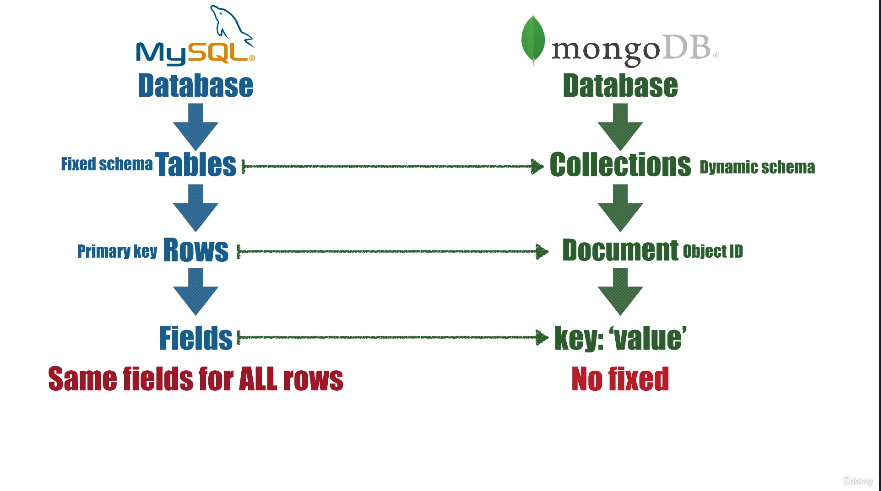 MySQL®
mongoDB®
Database
Database
Fixed schema Tables
Collections Dynamic schema
Primary key Rows
Document Object ID
Fields
key: ‘value’
Same fields for ALL rows
No fixed
Udemy